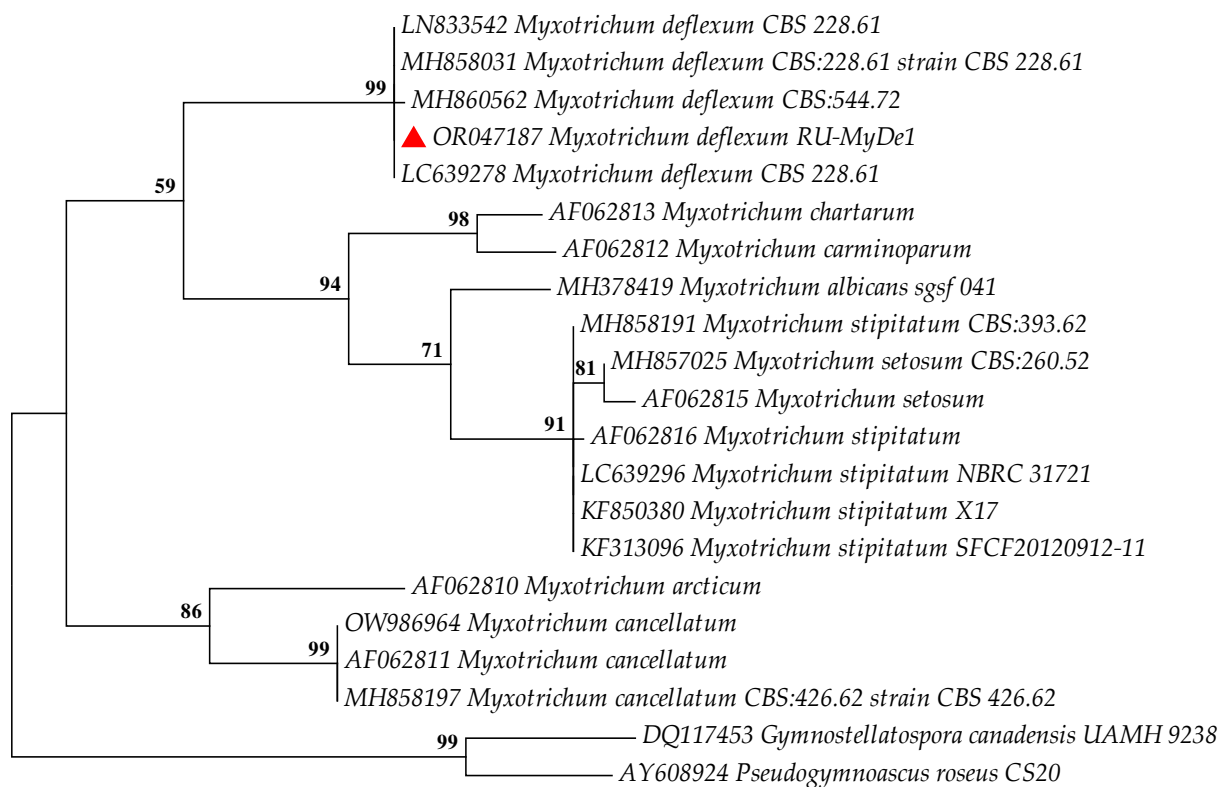 LN833542 Myxotrichum deflexum CBS 228.61
MH858031 Myxotrichum deflexum CBS:228.61 strain CBS 228.61
99
MH860562 Myxotrichum deflexum CBS:544.72
OR047187 Myxotrichum deflexum RU-MyDe1
LC639278 Myxotrichum deflexum CBS 228.61
59
AF062813 Myxotrichum chartarum
98
AF062812 Myxotrichum carminoparum
94
MH378419 Myxotrichum albicans sgsf 041
MH858191 Myxotrichum stipitatum CBS:393.62
71
MH857025 Myxotrichum setosum CBS:260.52
81
AF062815 Myxotrichum setosum
91
AF062816 Myxotrichum stipitatum
LC639296 Myxotrichum stipitatum NBRC 31721
KF850380 Myxotrichum stipitatum X17
KF313096 Myxotrichum stipitatum SFCF20120912-11
AF062810 Myxotrichum arcticum
86
OW986964 Myxotrichum cancellatum
99
AF062811 Myxotrichum cancellatum
MH858197 Myxotrichum cancellatum CBS:426.62 strain CBS 426.62
DQ117453 Gymnostellatospora canadensis UAMH 9238
99
AY608924 Pseudogymnoascus roseus CS20